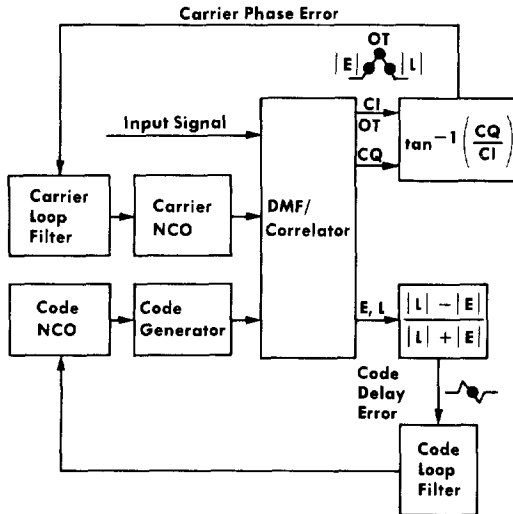 Carrier Phase Error
OT
|E| |L|
Input Signal
CI
OT
CQ
tan⁻¹ (CQ/CI)
Carrier
Loop
Filter
Carrier
NCO
DMF/
Correlator
Code
NCO
Code
Generator
E, L
|L| − |E|
|L| + |E|
Code
Delay
Error
Code
Loop
Filter